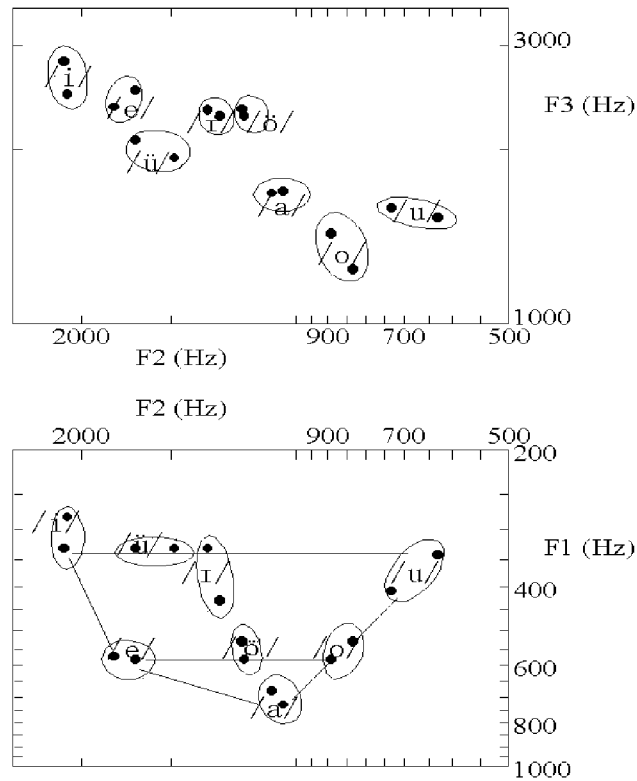 3000
F3 (Hz)
/i/
/e/
/ı/ /ö/
/ü/
/a/
/u/
/o/
1000
2000 900 700 500
F2 (Hz)
F2 (Hz)
2000 900 700 500
200
/ı/
/ü/
F1 (Hz)
/ı/
/u/
400
/e/ /ö/ /o/
600
/a/
800
1000